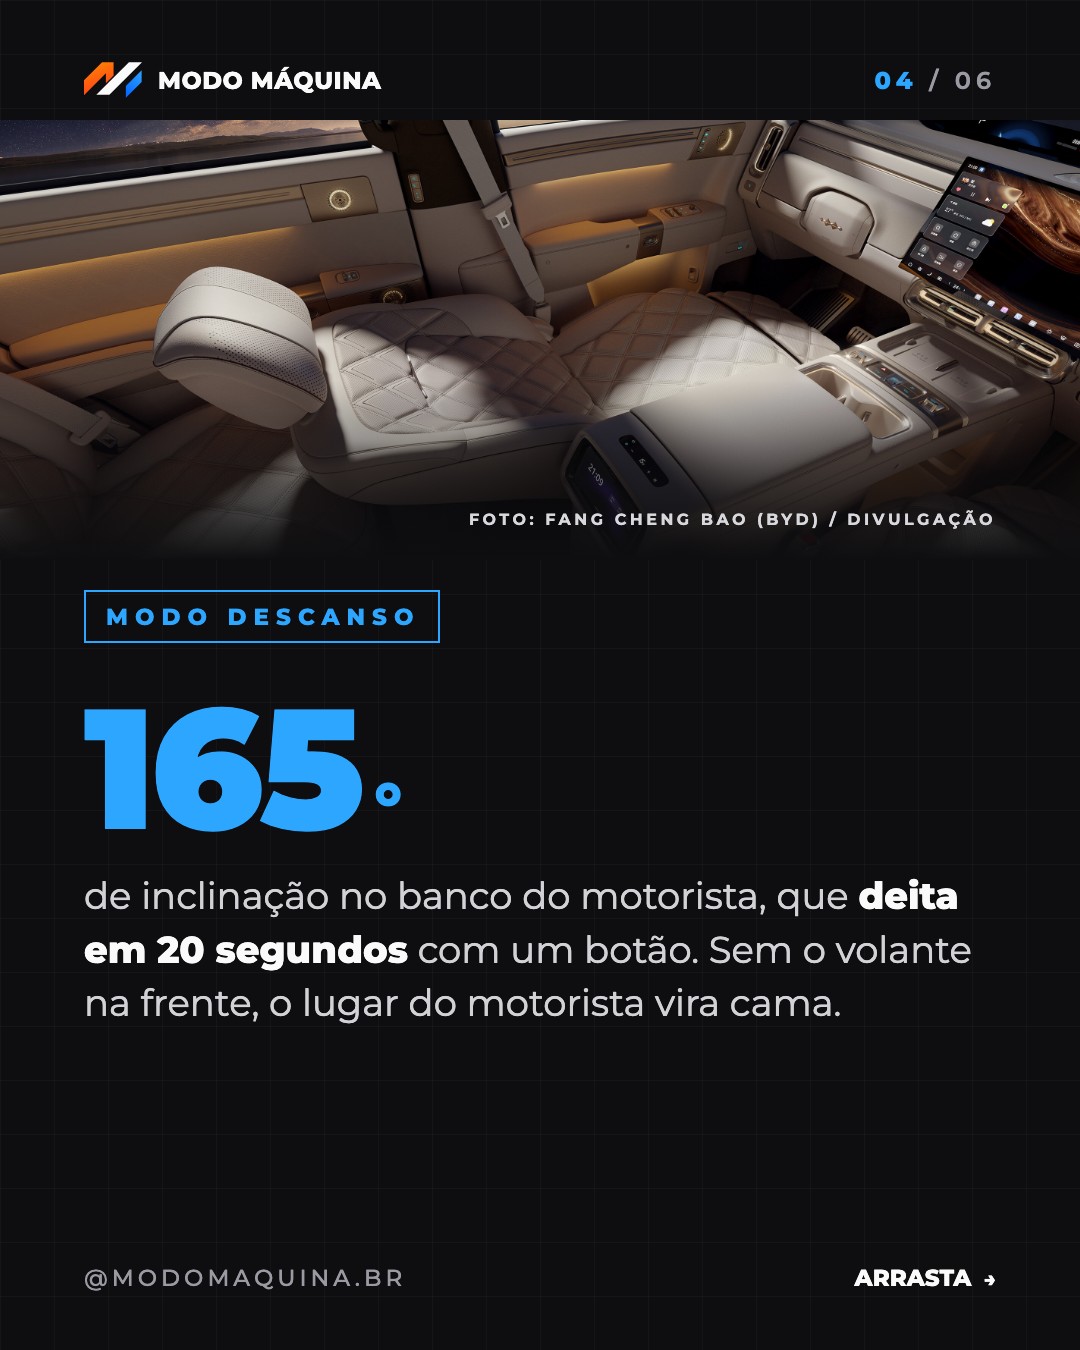 MODO MÁQUINA
04 / 06
21:09
FOTO: FANG CHENG BAO (BYD) / DIVULGAÇÃO
MODO DESCANSO
165°
de inclinação no banco do motorista, que deita
em 20 segundos com um botão. Sem o volante
na frente, o lugar do motorista vira cama.
@MODOMAQUINA.BR
ARRASTA →